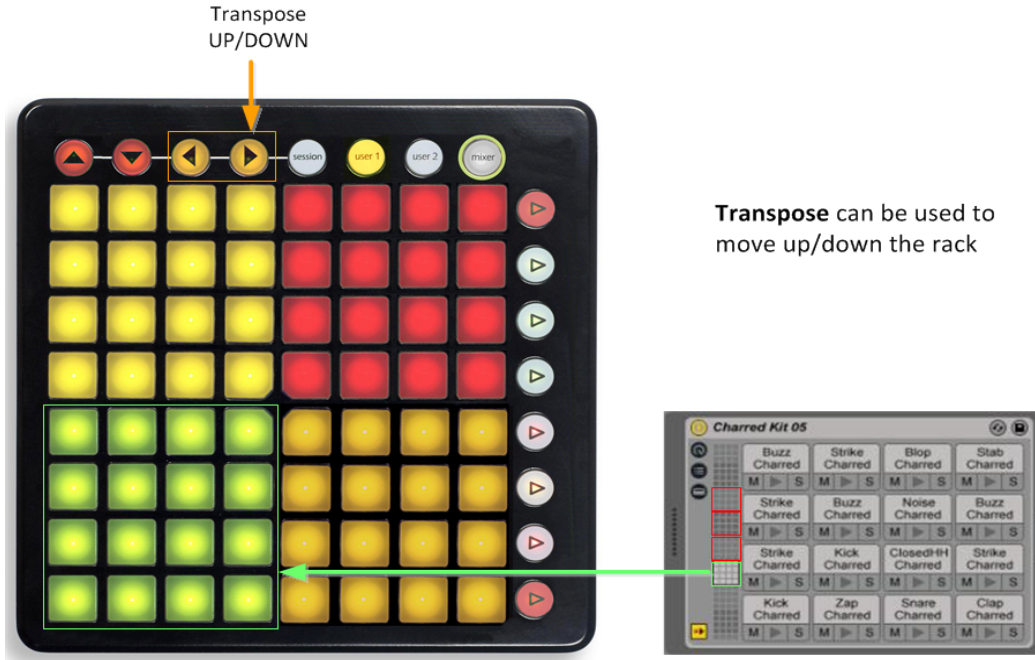 Transpose
UP/DOWN
session
user 1
user 2
mixer
Transpose can be used to
move up/down the rack
Charred Kit 05
Buzz Charred Strike Charred Blop Charred Stab Charred
M S M S M S M S
Strike Charred Buzz Charred Noise Charred Buzz Charred
M S M S M S M S
Strike Charred Kick Charred ClosedHH Charred Strike Charred
M S M S M S M S
Kick Charred Zap Charred Snare Charred Clap Charred
M S M S M S M S